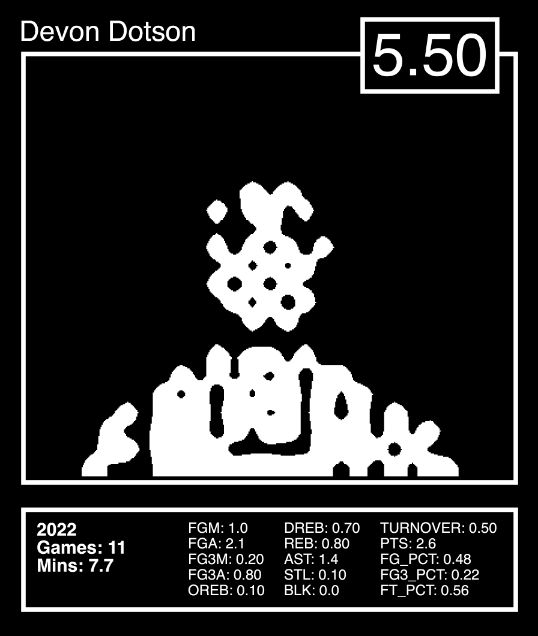 Devon Dotson
5.50
2022
Games: 11
Mins: 7.7
FGM: 1.0
FGA: 2.1
FG3M: 0.20
FG3A: 0.80
OREB: 0.10
DREB: 0.70
REB: 0.80
AST: 1.4
STL: 0.10
BLK: 0.0
TURNOVER: 0.50
PTS: 2.6
FG_PCT: 0.48
FG3_PCT: 0.22
FT_PCT: 0.56